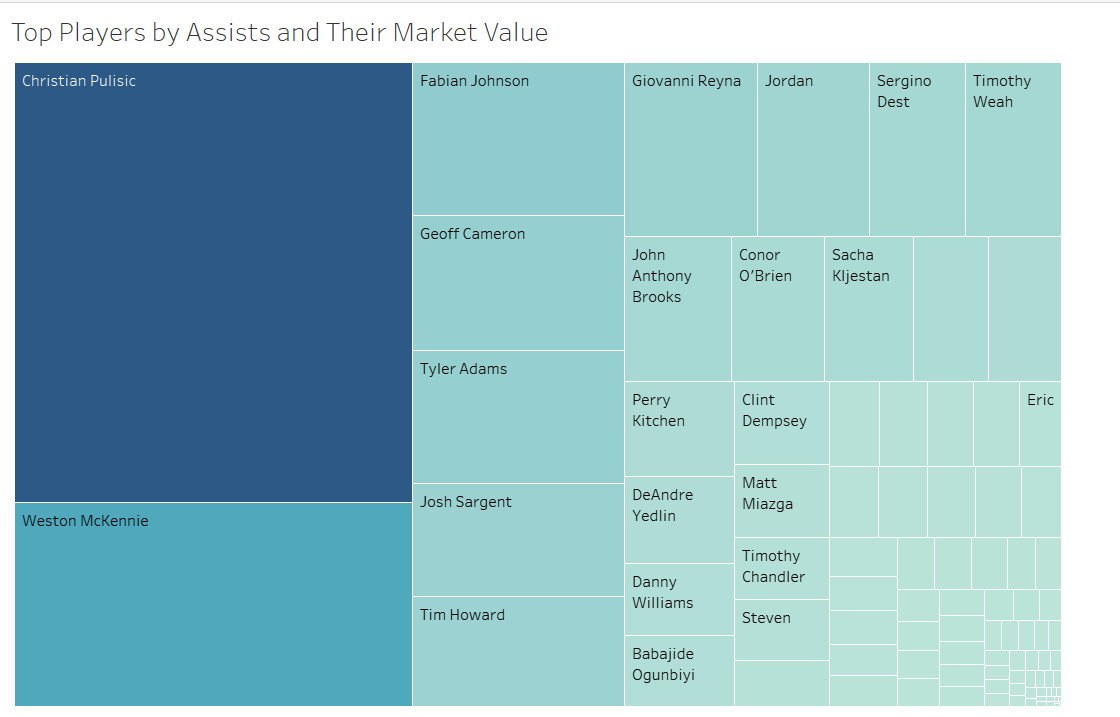 Top Players by Assists and Their Market Value
Christian Pulisic
Fabian Johnson
Giovanni Reyna
Jordan
Sergino
Dest
Timothy
Weah
Geoff Cameron
John
Anthony
Brooks
Conor
O’Brien
Sacha
Kljestan
Tyler Adams
Perry
Kitchen
Clint
Dempsey
Eric
Josh Sargent
DeAndre
Yedlin
Matt
Miazga
Weston McKennie
Timothy
Chandler
Danny
Williams
Tim Howard
Steven
Babajide
Ogunbiyi